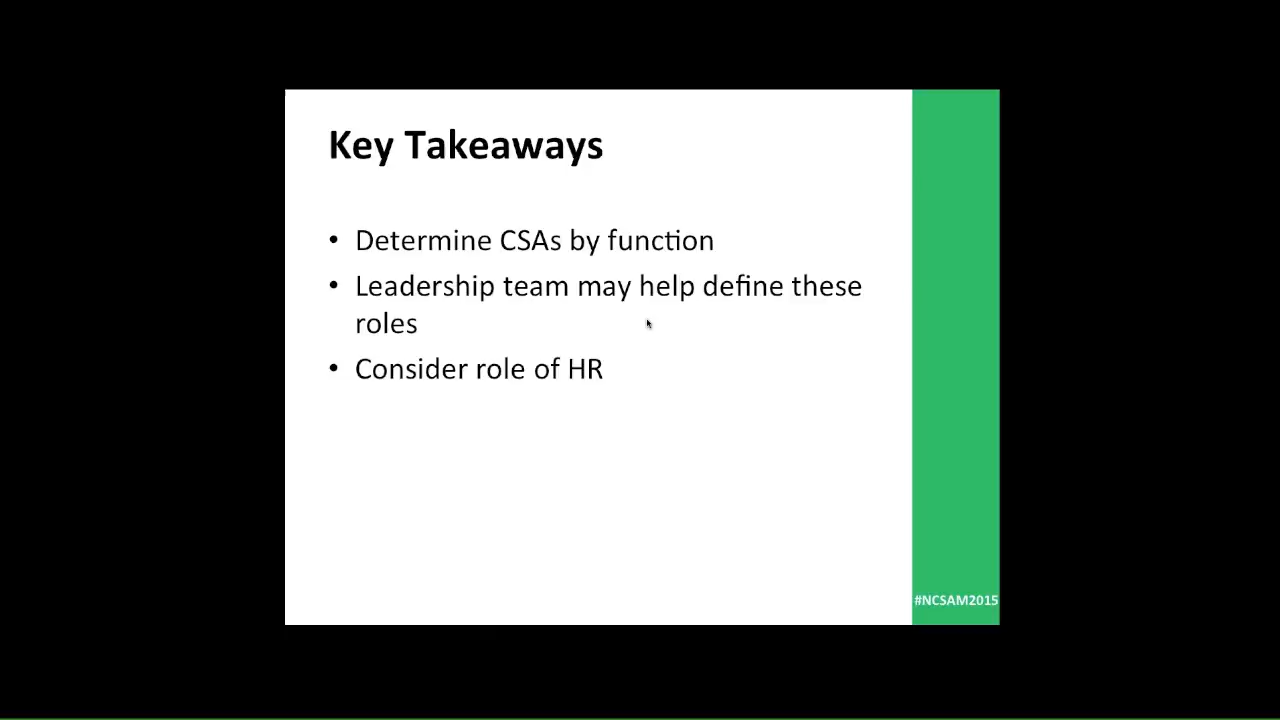 Key Takeaways
• Determine CSAs by function
• Leadership team may help define these
roles
• Consider role of HR
#NCSAM2015